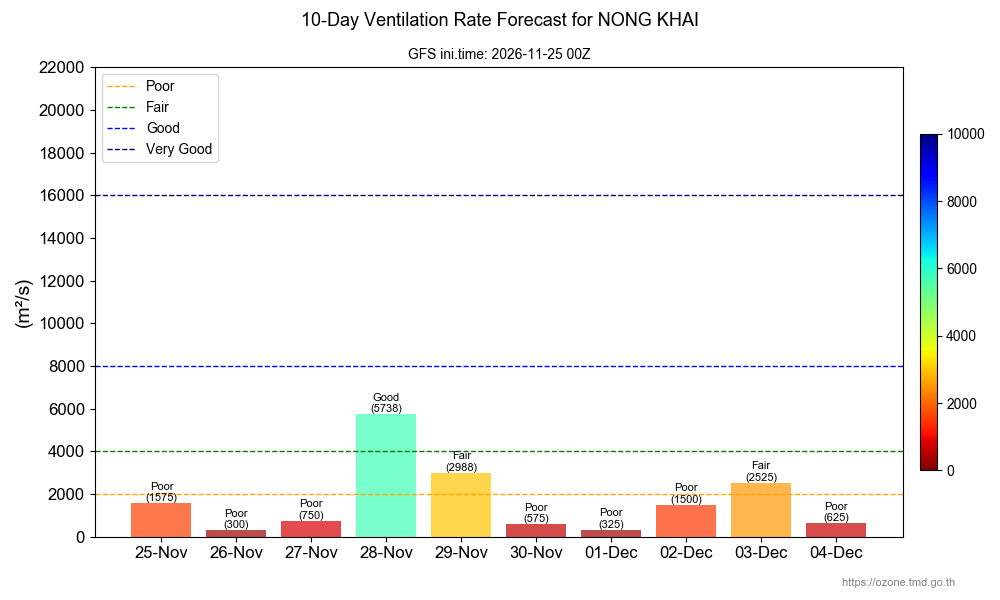 10-Day Ventilation Rate Forecast for NONG KHAI
GFS ini.time: 2026-11-25 00Z
(m²/s)
22000
20000
18000
16000
14000
12000
10000
8000
6000
4000
2000
0
Poor
Fair
Good
Very Good
Poor
(1575)
Poor
(300)
Poor
(750)
Good
(5738)
Fair
(2988)
Poor
(575)
Poor
(325)
Poor
(1500)
Fair
(2525)
Poor
(625)
25-Nov 26-Nov 27-Nov 28-Nov 29-Nov 30-Nov 01-Dec 02-Dec 03-Dec 04-Dec
10000
8000
6000
4000
2000
0
https://ozone.tmd.go.th